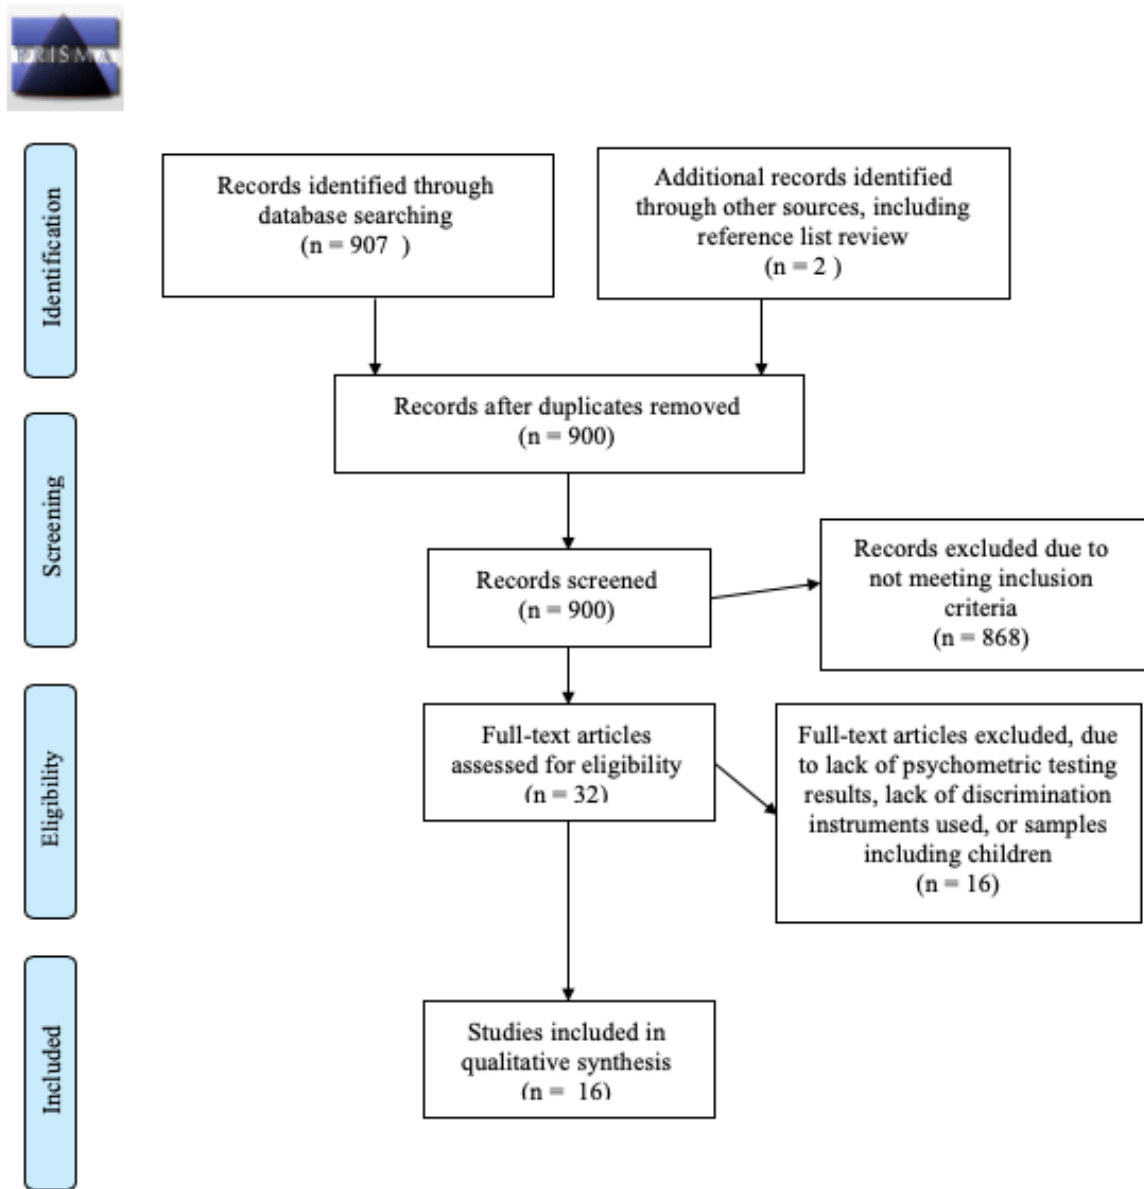 PRISMA
Identification
Records identified through
database searching
(n = 907  )
Additional records identified
through other sources, including
reference list review
(n = 2 )
Records after duplicates removed
(n = 900)
Screening
Records screened
(n = 900)
Records excluded due to
not meeting inclusion
criteria
(n = 868)
Eligibility
Full-text articles
assessed for eligibility
(n = 32)
Full-text articles excluded, due
to lack of psychometric testing
results, lack of discrimination
instruments used, or samples
including children
(n = 16)
Included
Studies included in
qualitative synthesis
(n =  16)